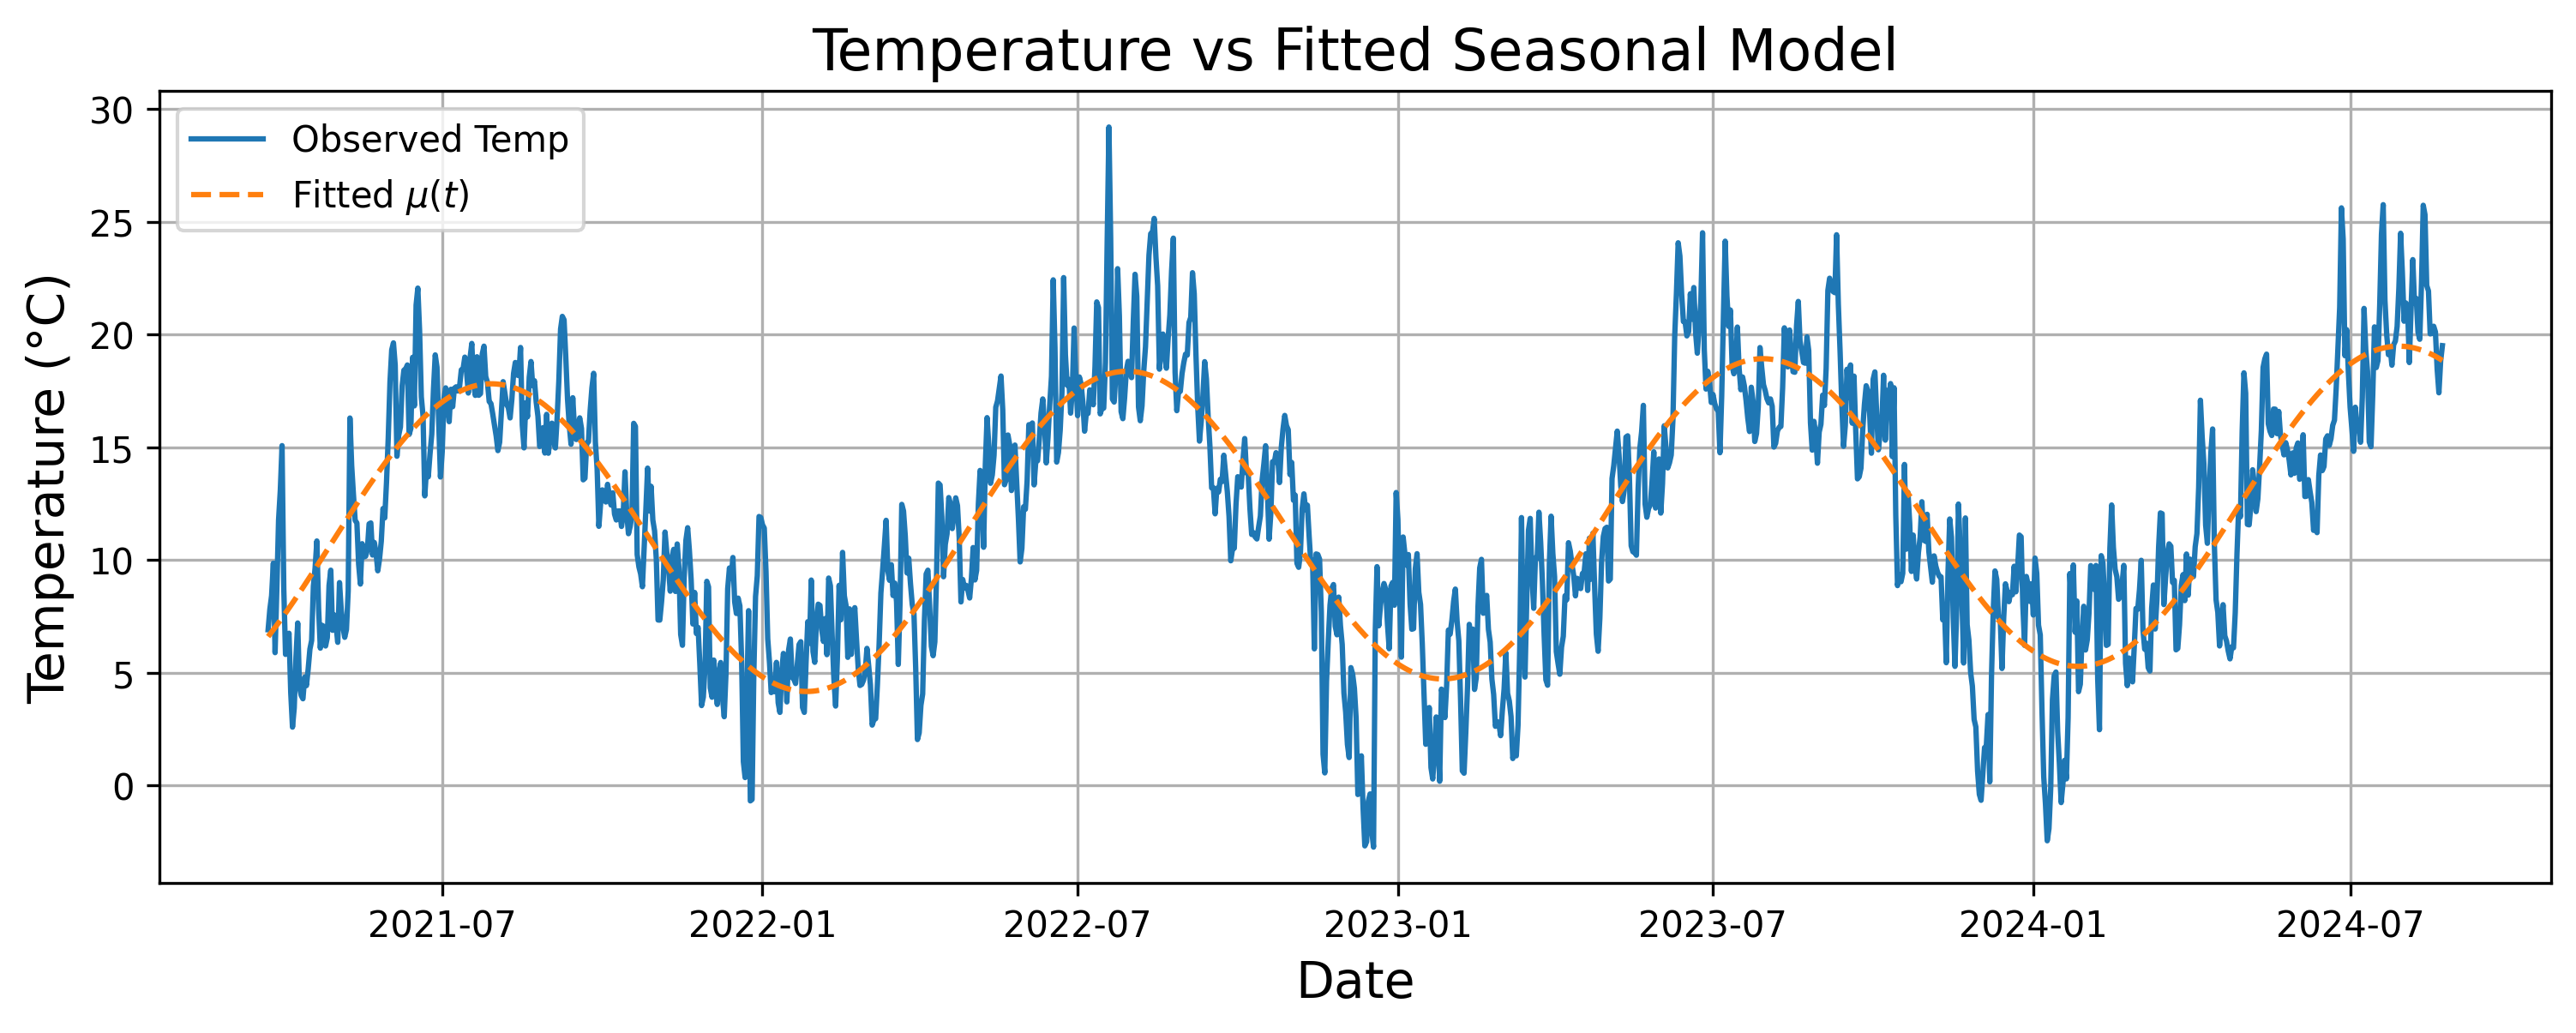 Temperature vs Fitted Seasonal Model
Observed Temp
Fitted μ(t)
Temperature (°C)
30
25
20
15
10
5
0
2021-07
2022-01
2022-07
2023-01
2023-07
2024-01
2024-07
Date